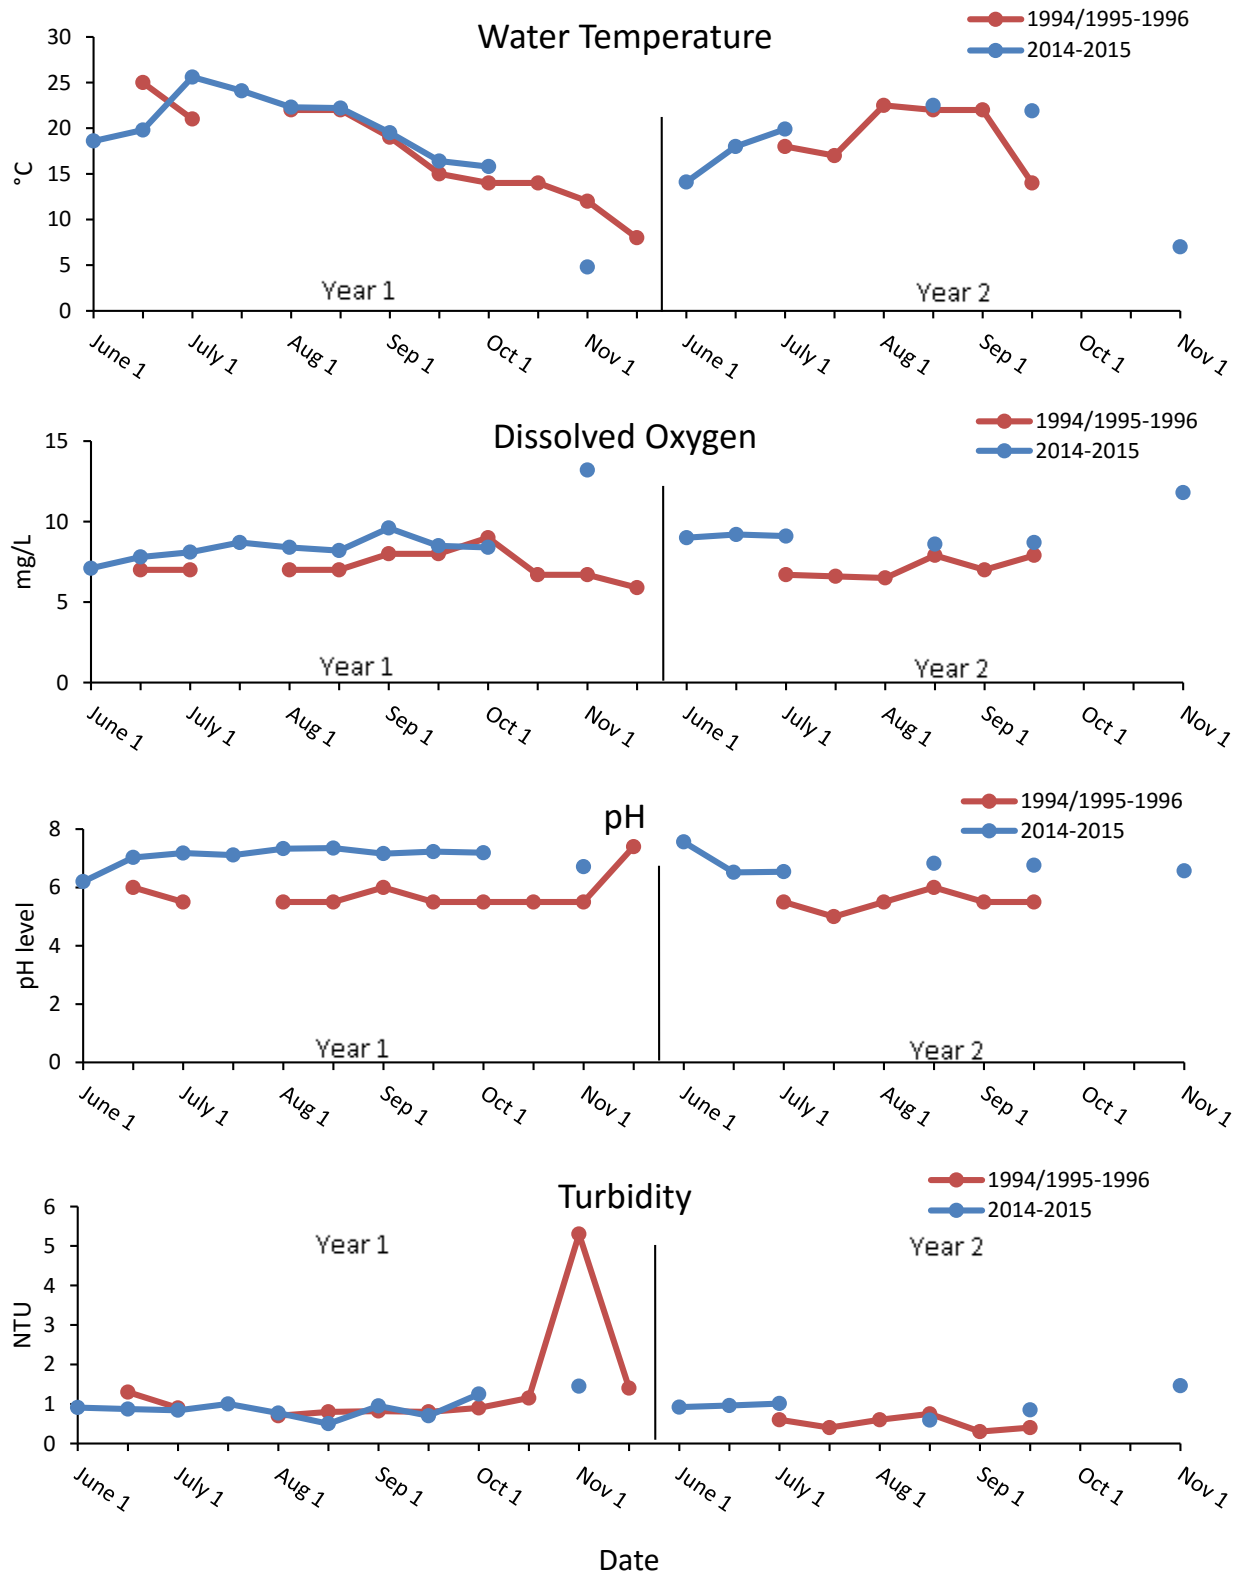 Water Temperature
1994/1995-1996
2014-2015
30
25
20
15
10
5
0
°C
Year 1
Year 2
June 1
July 1
Aug 1
Sep 1
Oct 1
Nov 1
June 1
July 1
Aug 1
Sep 1
Oct 1
Nov 1
Dissolved Oxygen
1994/1995-1996
2014-2015
15
10
5
0
mg/L
Year 1
Year 2
June 1
July 1
Aug 1
Sep 1
Oct 1
Nov 1
June 1
July 1
Aug 1
Sep 1
Oct 1
Nov 1
pH
1994/1995-1996
2014-2015
8
6
4
2
0
pH level
Year 1
Year 2
June 1
July 1
Aug 1
Sep 1
Oct 1
Nov 1
June 1
July 1
Aug 1
Sep 1
Oct 1
Nov 1
Turbidity
1994/1995-1996
2014-2015
6
5
4
3
2
1
0
NTU
Year 1
Year 2
June 1
July 1
Aug 1
Sep 1
Oct 1
Nov 1
June 1
July 1
Aug 1
Sep 1
Oct 1
Nov 1
Date